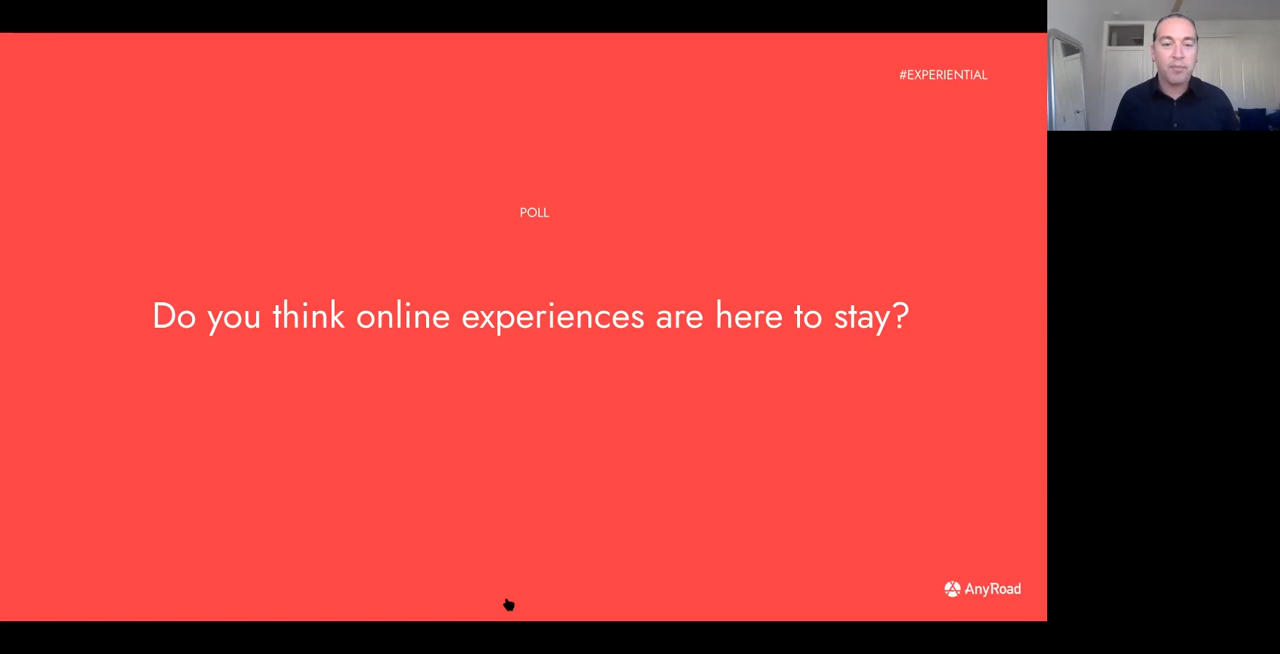 #EXPERIENTIAL
POLL
Do you think online experiences are here to stay?
AnyRoad